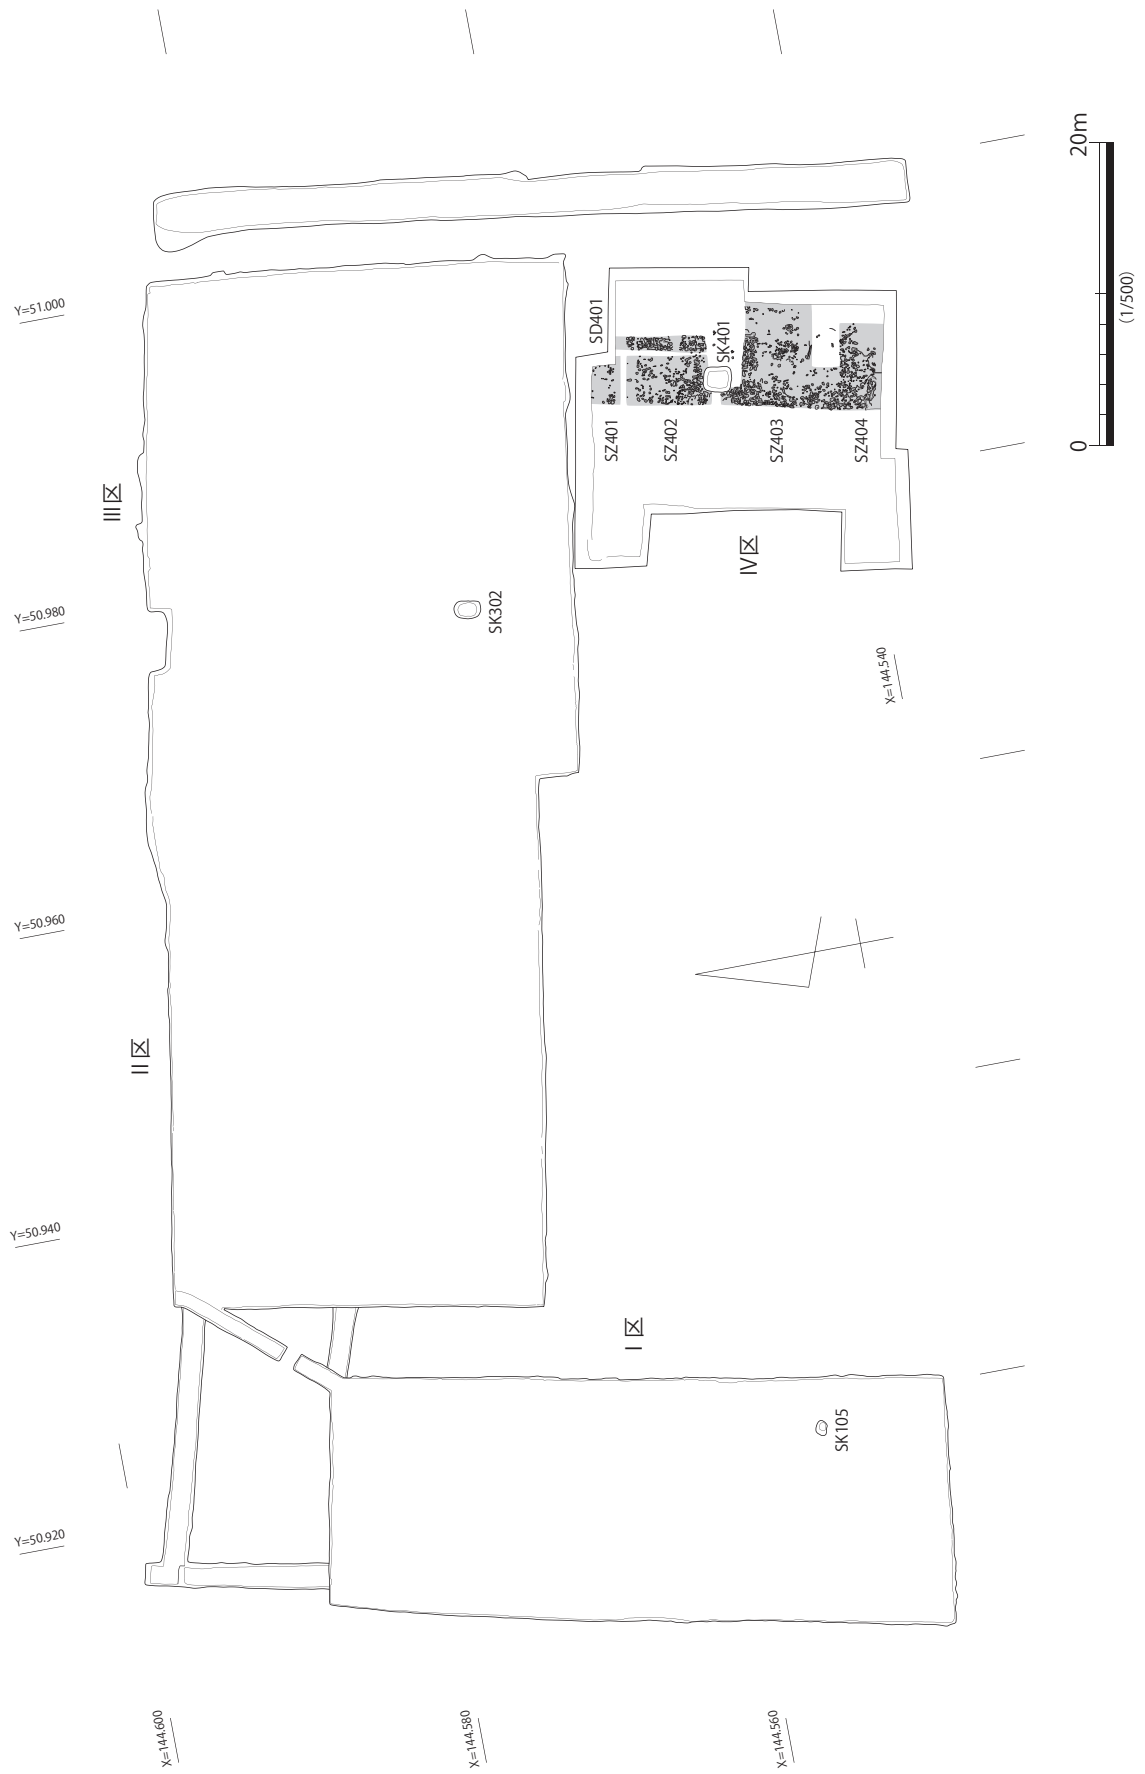 20m
(1/500)
0
Y=51.000
SD401
SK401
SZ401
SZ402
SZ403
SZ404
III区
IV区
Y=50.980
SK302
X=144.540
Y=50.960
II区
Y=50.940
I区
SK105
Y=50.920
X=144.600
X=144.580
X=144.560